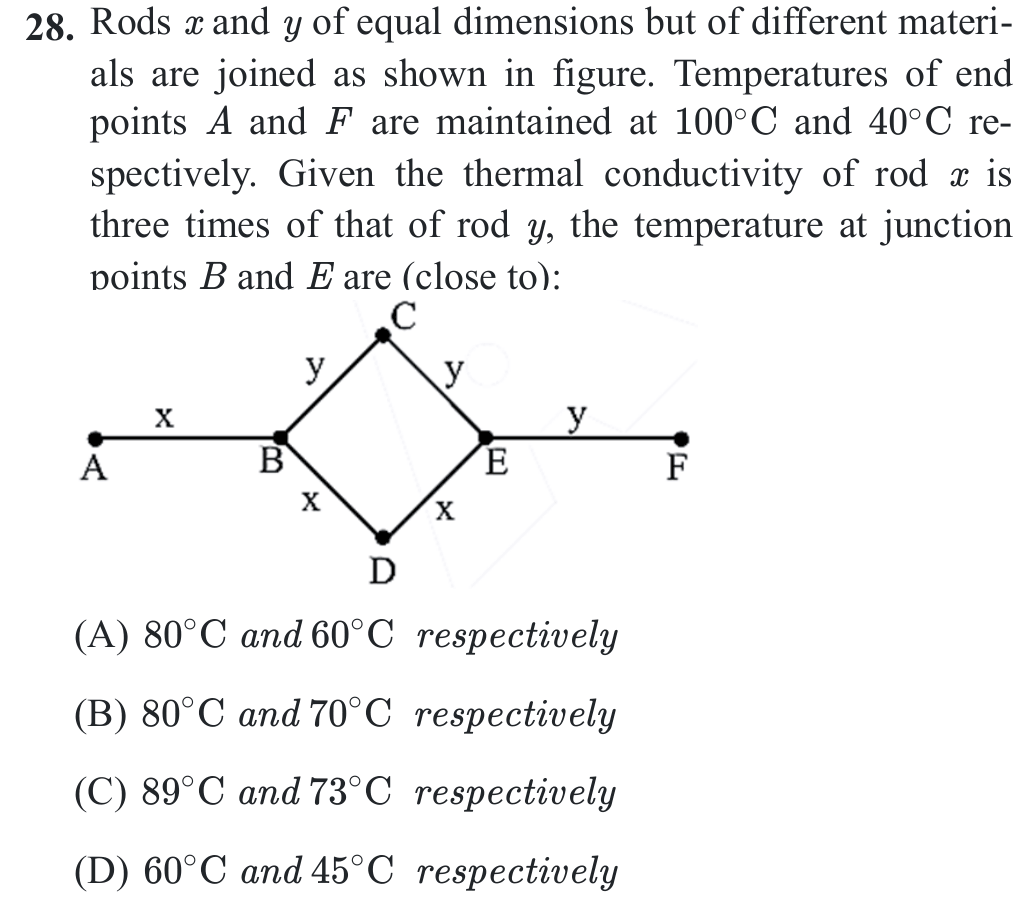 28. Rods x and y of equal dimensions but of different materi-
als are joined as shown in figure. Temperatures of end
points A and F are maintained at 100°C and 40°C re-
spectively. Given the thermal conductivity of rod x is
three times of that of rod y, the temperature at junction
points B and E are (close to):
C
y y
x y
A B E F
x x
D
(A) 80°C and 60°C respectively
(B) 80°C and 70°C respectively
(C) 89°C and 73°C respectively
(D) 60°C and 45°C respectively